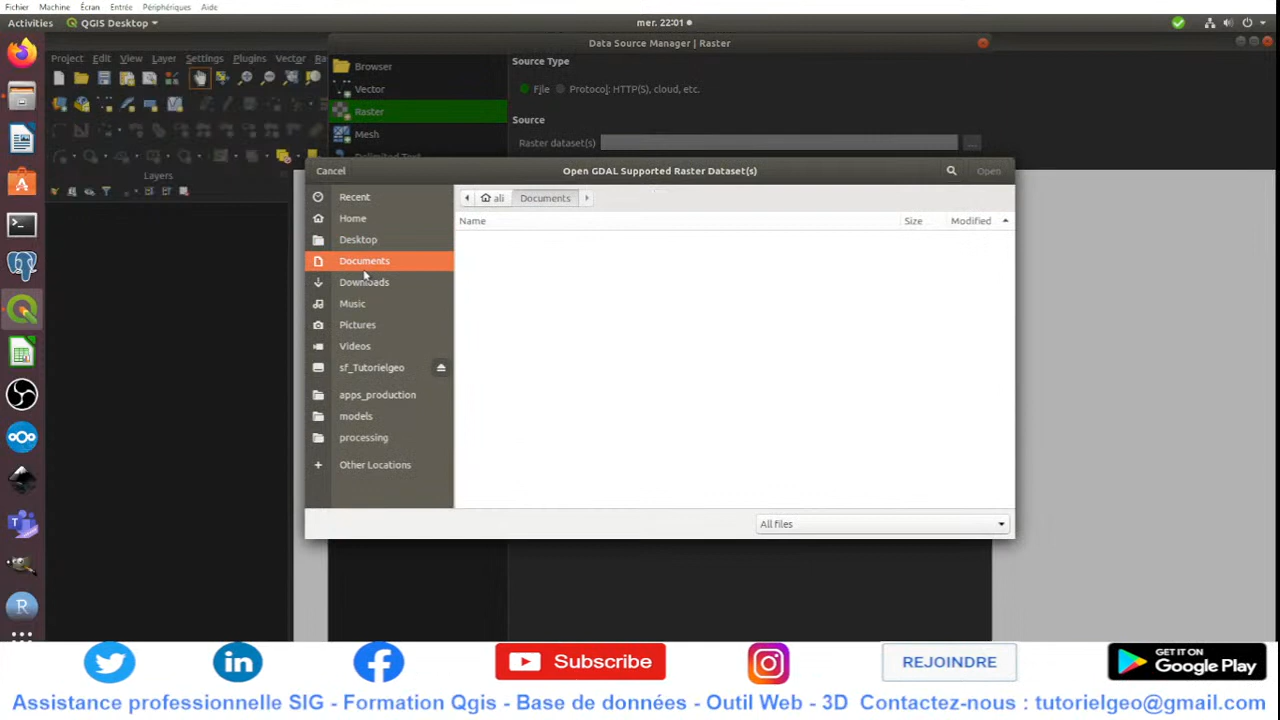 Fichier Machine Écran Entrée Périphériques Aide
Activities QGIS Desktop mer. 22:01
Data Source Manager | Raster
Project Edit View Layer Settings Plugins Vector Ra
Browser
Source Type
Vector
File Protocol: HTTP(S), cloud, etc.
Raster
Source
Mesh
Raster dataset(s) ...
Delimited Text
Cancel Open GDAL Supported Raster Dataset(s) Open
Layers
Recent
ali Documents
Home
Name Size Modified
Desktop
Documents
Downloads
Music
Pictures
Videos
sf_Tutorielgeo
apps_production
models
processing
Other Locations
All files
Subscribe
REJOINDRE
GET IT ON
Google Play
Assistance professionnelle SIG - Formation Qgis - Base de données - Outil Web - 3D Contactez-nous : tutorielgeo@gmail.com